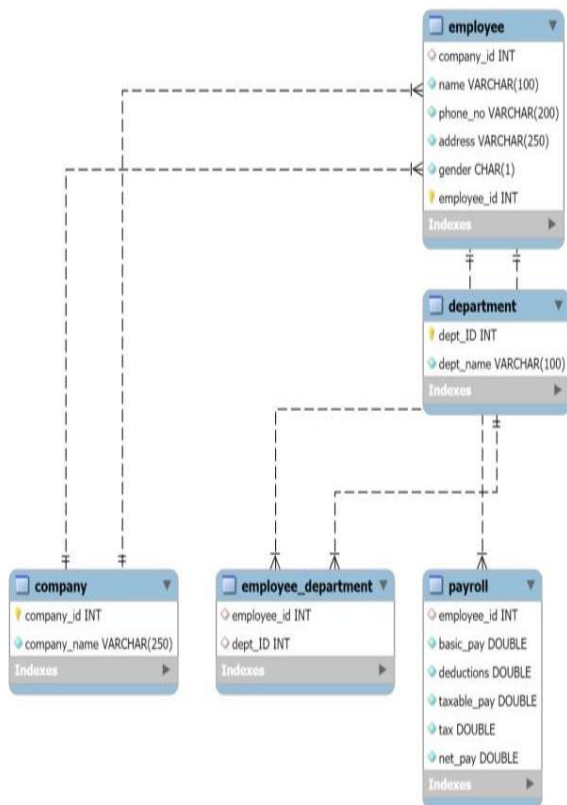 employee
company_id INT
name VARCHAR(100)
phone_no VARCHAR(200)
address VARCHAR(250)
gender CHAR(1)
employee_id INT
Indexes
department
dept_ID INT
dept_name VARCHAR(100)
Indexes
company
company_id INT
company_name VARCHAR(250)
Indexes
employee_department
employee_id INT
dept_ID INT
Indexes
payroll
employee_id INT
basic_pay DOUBLE
deductions DOUBLE
taxable_pay DOUBLE
tax DOUBLE
net_pay DOUBLE
Indexes